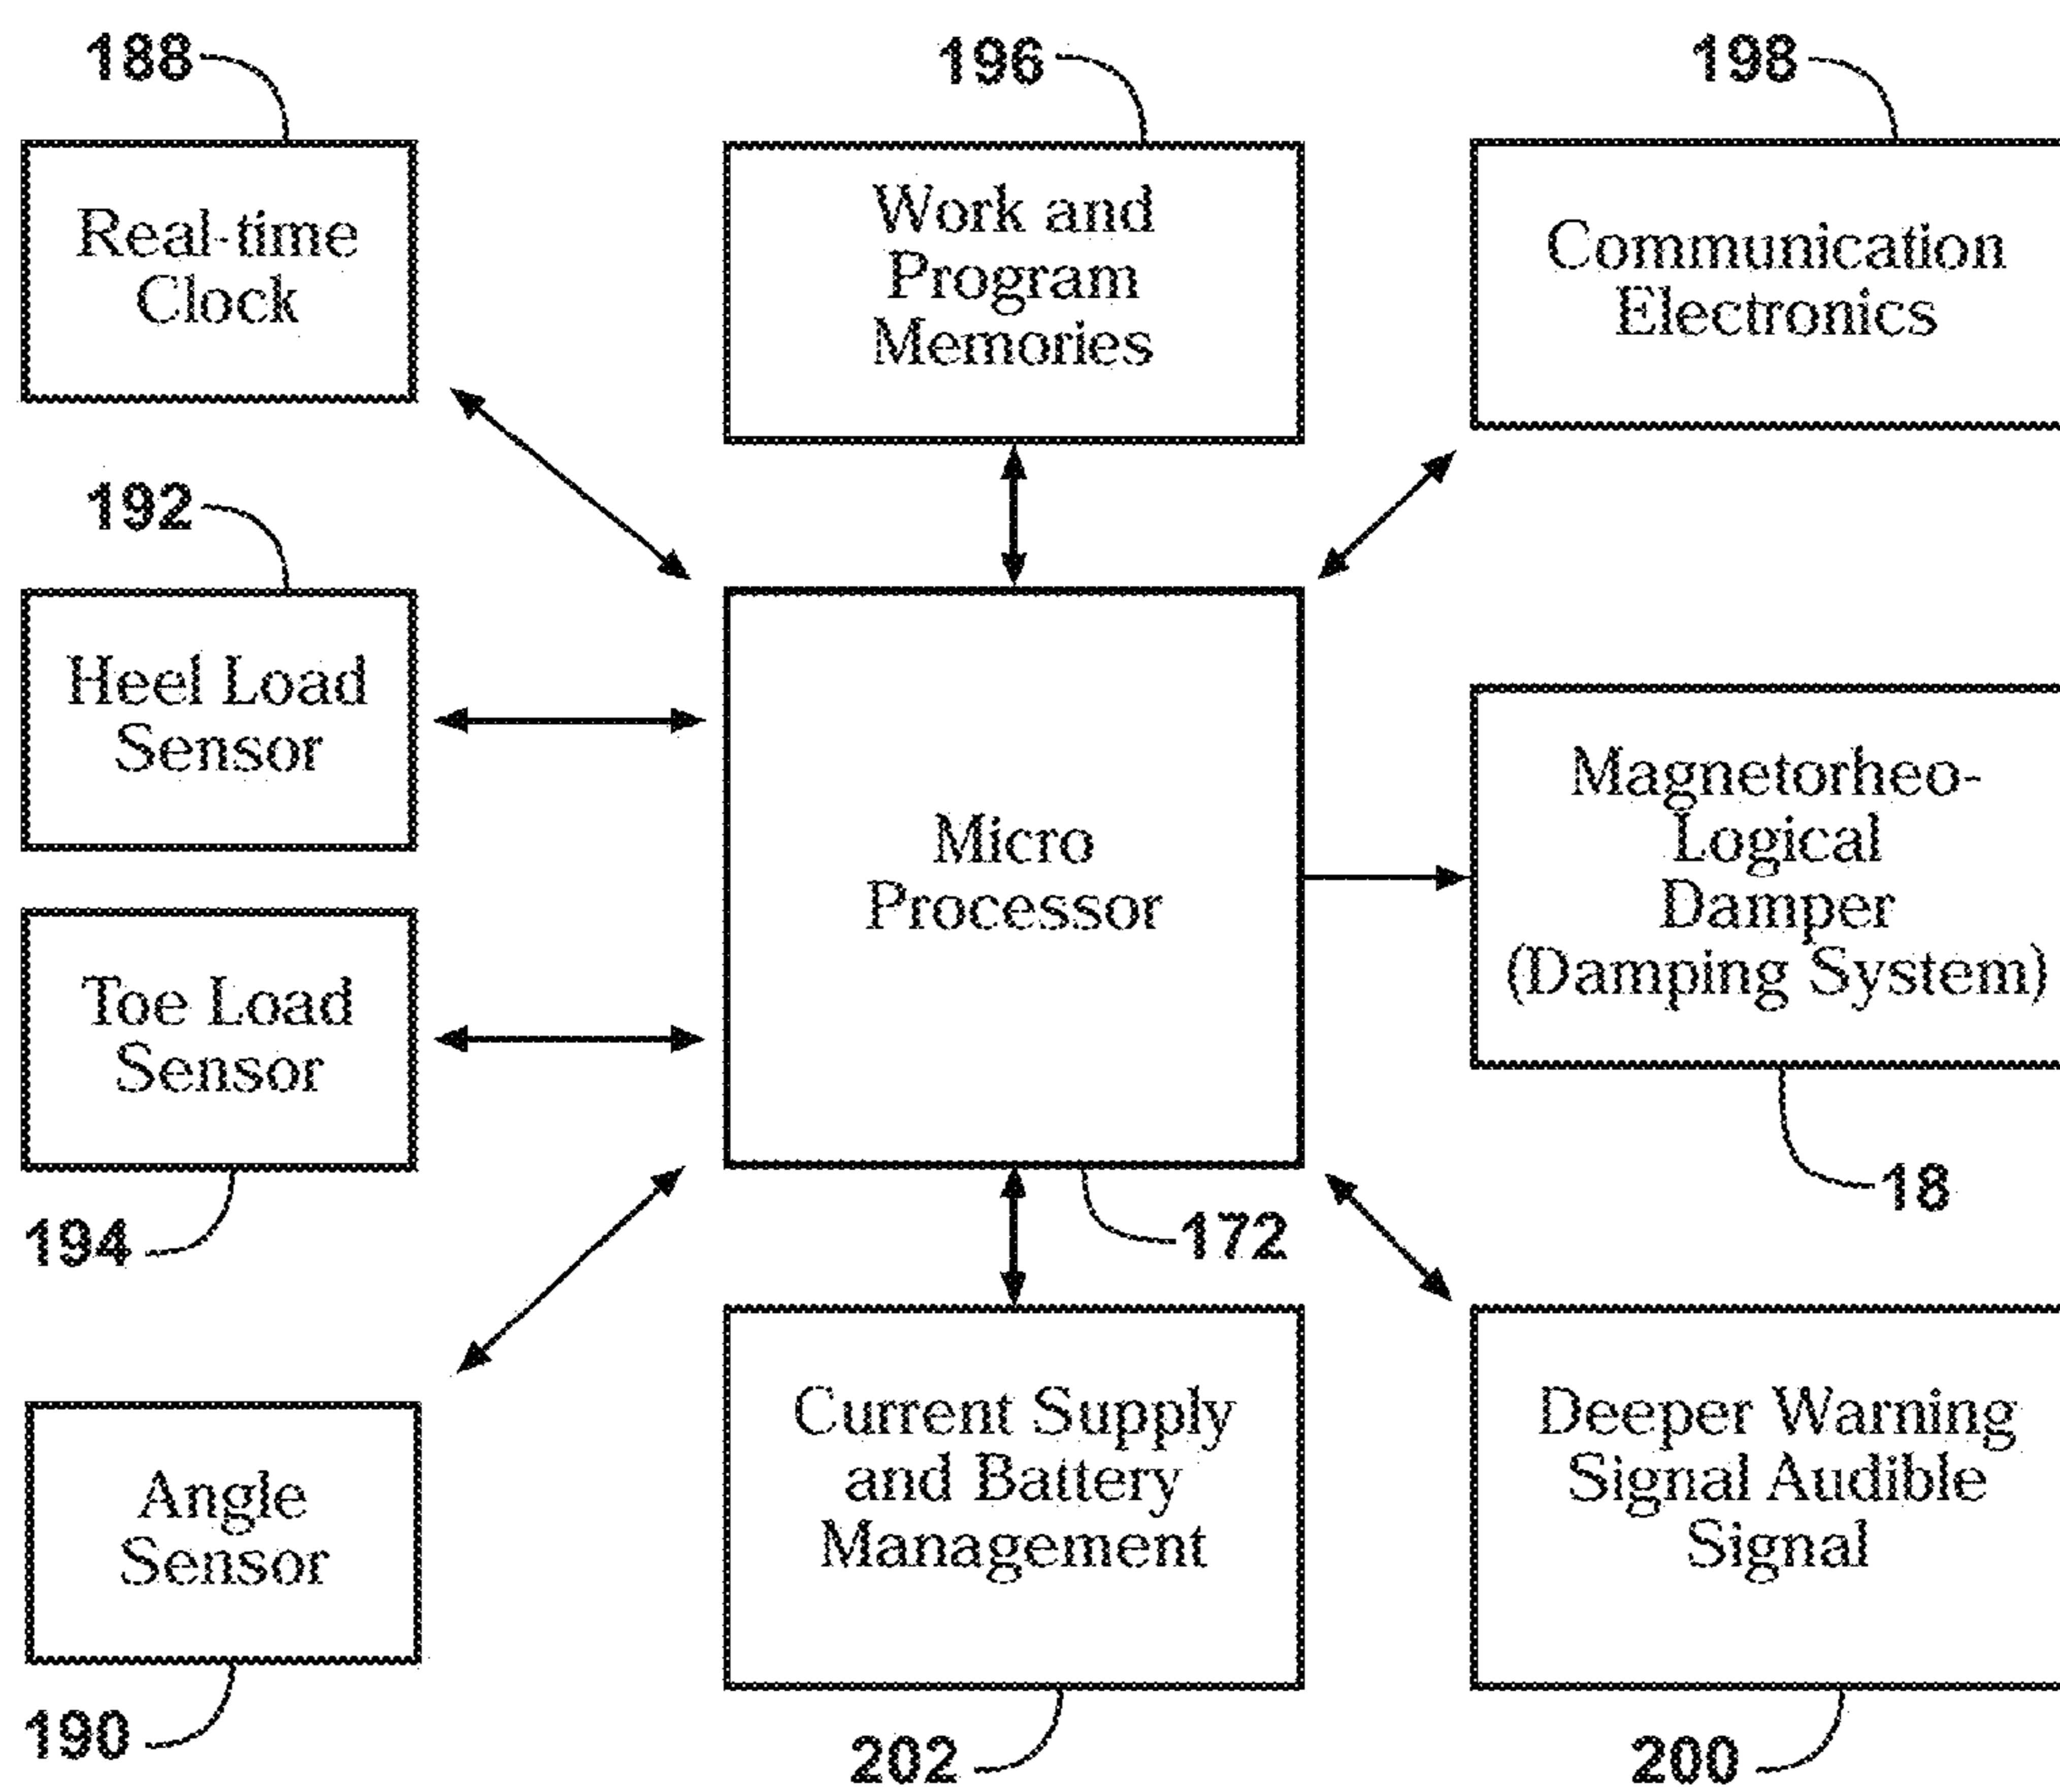 188
Real-time
Clock
196
Work and
Program
Memories
198
Communication
Electronics
192
Heel Load
Sensor
Micro
Processor
172
Magnetorheo-
Logical
Damper
(Damping System)
18
Toe Load
Sensor
194
Angle
Sensor
190
Current Supply
and Battery
Management
202
Deeper Warning
Signal Audible
Signal
200